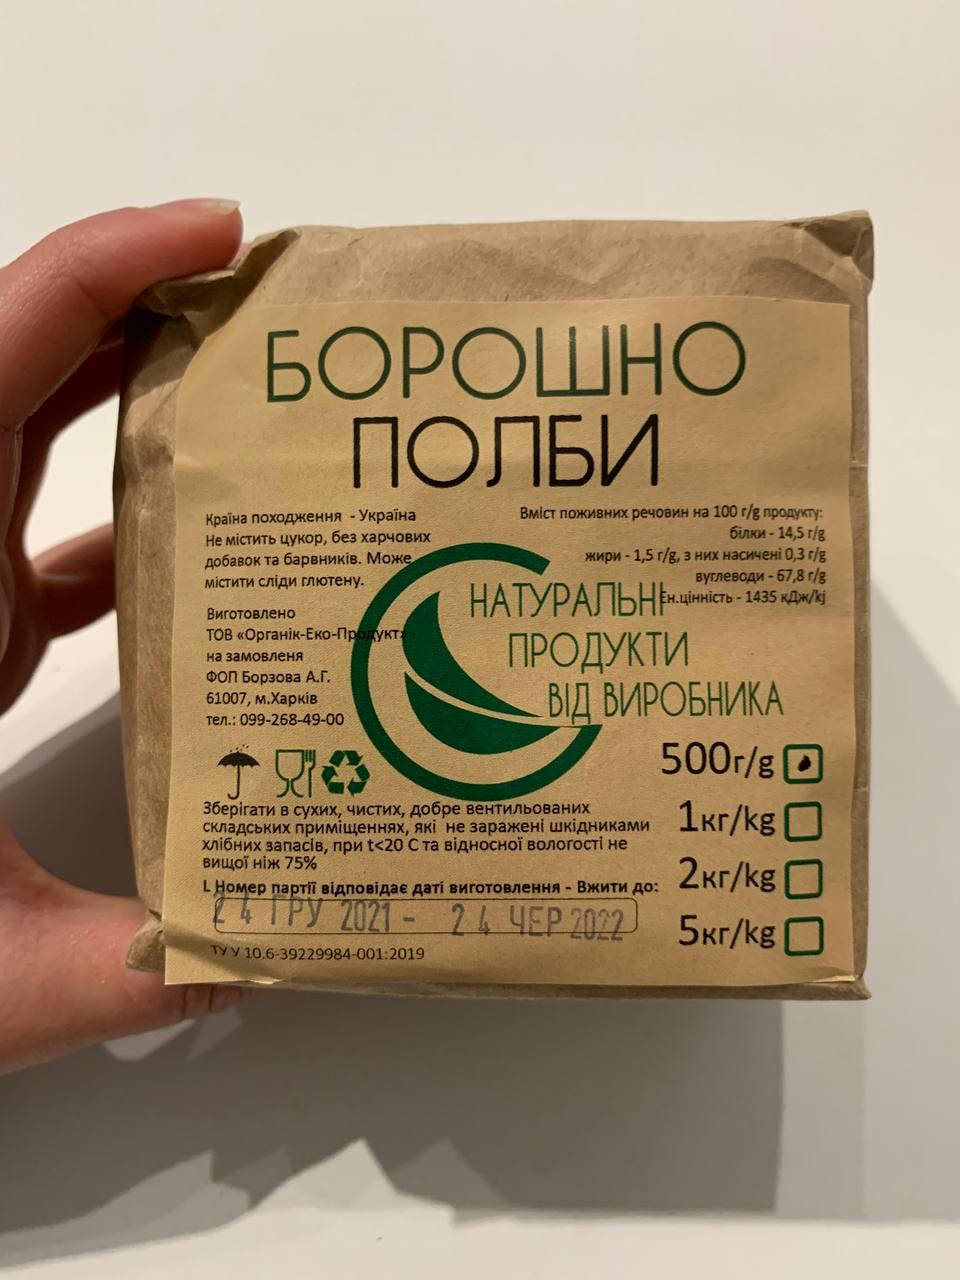 БОРОШНО
ПОЛБИ
Країна походження - Україна
Не містить цукор, без харчових
добавок та барвників. Може
містити сліди глютену.
Виготовлено
ТОВ «Органік-Еко-Продукт»
на замовленя
ФОП Борзова А.Г.
61007, м.Харків
тел.: 099-268-49-00
Вміст поживних речовин на 100 г/g продукту:
білки - 14,5 г/g
жири - 1,5 г/g, з них насичені 0,3 г/g
вуглеводи - 67,8 г/g
Ен.цінність - 1435 кДж/kj
НАТУРАЛЬНІ
ПРОДУКТИ
ВІД ВИРОБНИКА
500г/g
1кг/kg
2кг/kg
5кг/kg
Зберігати в сухих, чистих, добре вентильованих
складських приміщеннях, які не заражені шкідниками
хлібних запасів, при t<20 С та відносної вологості не
вищої ніж 75%
L Номер партії відповідає даті виготовлення - Вжити до:
24 ГРУ 2021 - 24 ЧЕР 2022
ТУ У 10.6-39229984-001:2019